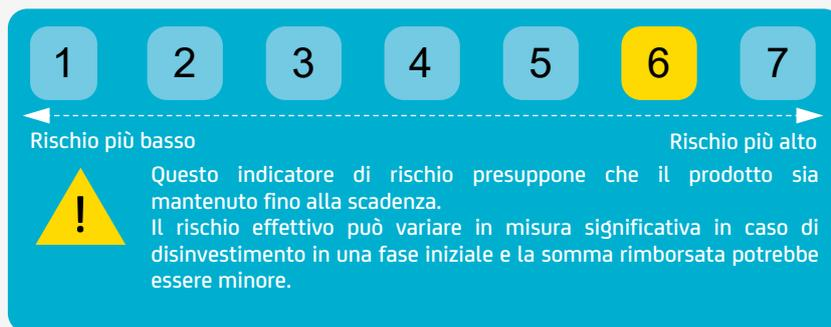 1 2 3 4 5 6 7
Rischio più basso Rischio più alto
!
Questo indicatore di rischio presuppone che il prodotto sia
mantenuto fino alla scadenza.
Il rischio effettivo può variare in misura significativa in caso di
disinvestimento in una fase iniziale e la somma rimborsata potrebbe
essere minore.